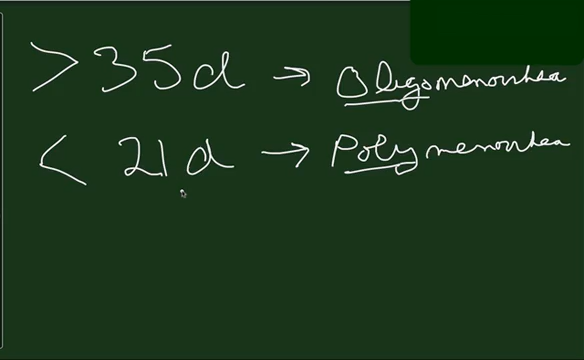 > 35 d → Oligomenorrhea
< 21 d → Polymenorrhea